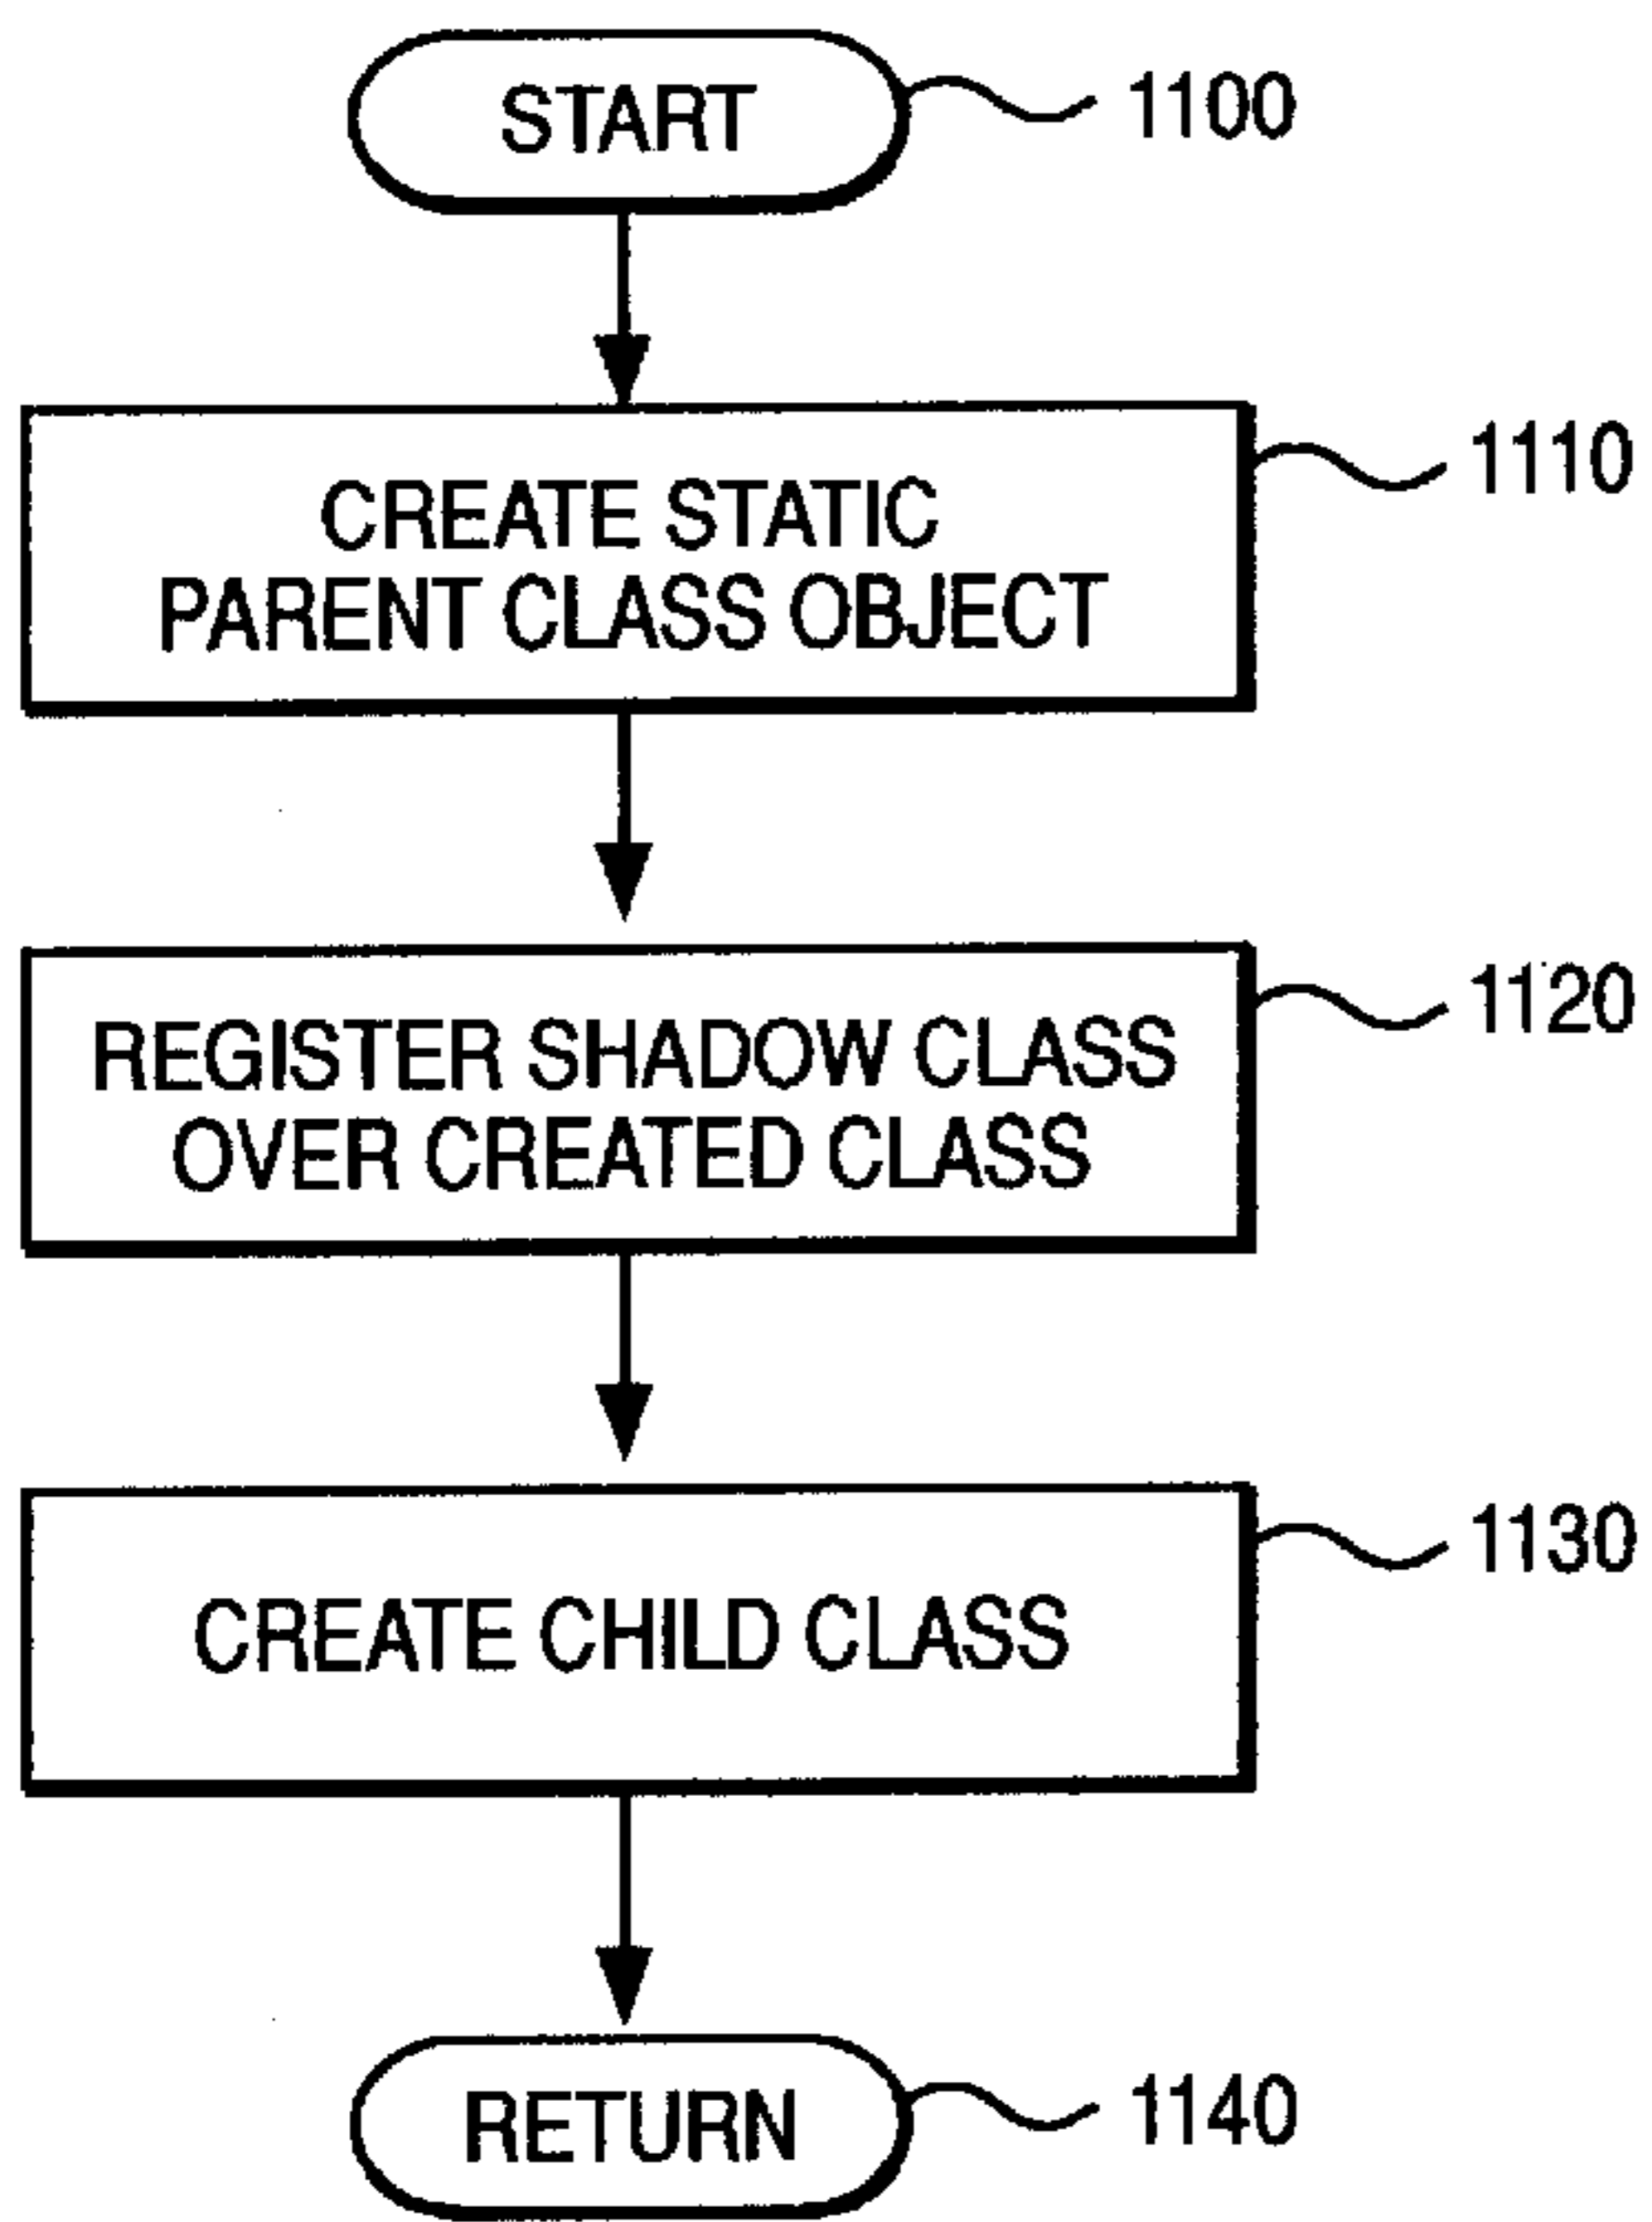 START
1100
1110
CREATE STATIC
PARENT CLASS OBJECT
1120
REGISTER SHADOW CLASS
OVER CREATED CLASS
1130
CREATE CHILD CLASS
RETURN
1140